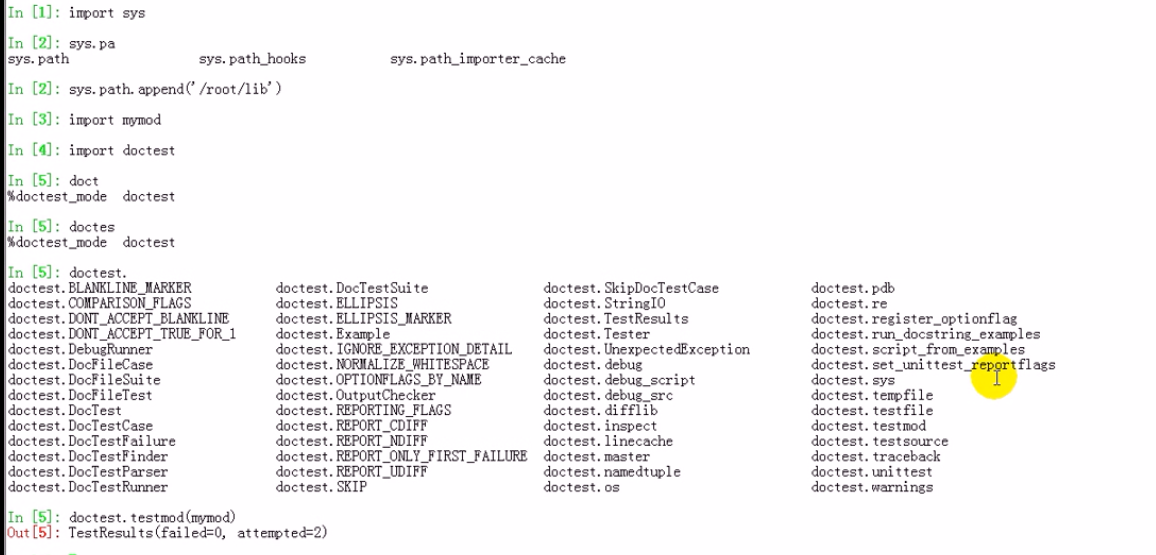 In [1]: import sys
In [2]: sys.pa
sys.path sys.path_hooks sys.path_importer_cache
In [2]: sys.path.append('/root/lib')
In [3]: import mymod
In [4]: import doctest
In [5]: doct
%doctest_mode doctest
In [5]: doctes
%doctest_mode doctest
In [5]: doctest.
doctest.BLANKLINE_MARKER doctest.DocTestSuite doctest.SkipDocTestCase doctest.pdb
doctest.COMPARISON_FLAGS doctest.ELLIPSIS doctest.StringIO doctest.re
doctest.DONT_ACCEPT_BLANKLINE doctest.ELLIPSIS_MARKER doctest.TestResults doctest.register_optionflag
doctest.DONT_ACCEPT_TRUE_FOR_1 doctest.Example doctest.Tester doctest.run_docstring_examples
doctest.DebugRunner doctest.IGNORE_EXCEPTION_DETAIL doctest.UnexpectedException doctest.script_from_examples
doctest.DocFileCase doctest.NORMALIZE_WHITESPACE doctest.debug doctest.set_unittest_reportflags
doctest.DocFileSuite doctest.OPTIONFLAGS_BY_NAME doctest.debug_script doctest.sys
doctest.DocFileTest doctest.OutputChecker doctest.debug_src doctest.tempfile
doctest.DocTest doctest.REPORTING_FLAGS doctest.difflib doctest.testfile
doctest.DocTestCase doctest.REPORT_CDIFF doctest.inspect doctest.testmod
doctest.DocTestFailure doctest.REPORT_NDIFF doctest.linecache doctest.testsource
doctest.DocTestFinder doctest.REPORT_ONLY_FIRST_FAILURE doctest.master doctest.traceback
doctest.DocTestParser doctest.REPORT_UDIFF doctest.namedtuple doctest.unittest
doctest.DocTestRunner doctest.SKIP doctest.os doctest.warnings
In [5]: doctest.testmod(mymod)
Out[5]: TestResults(failed=0, attempted=2)